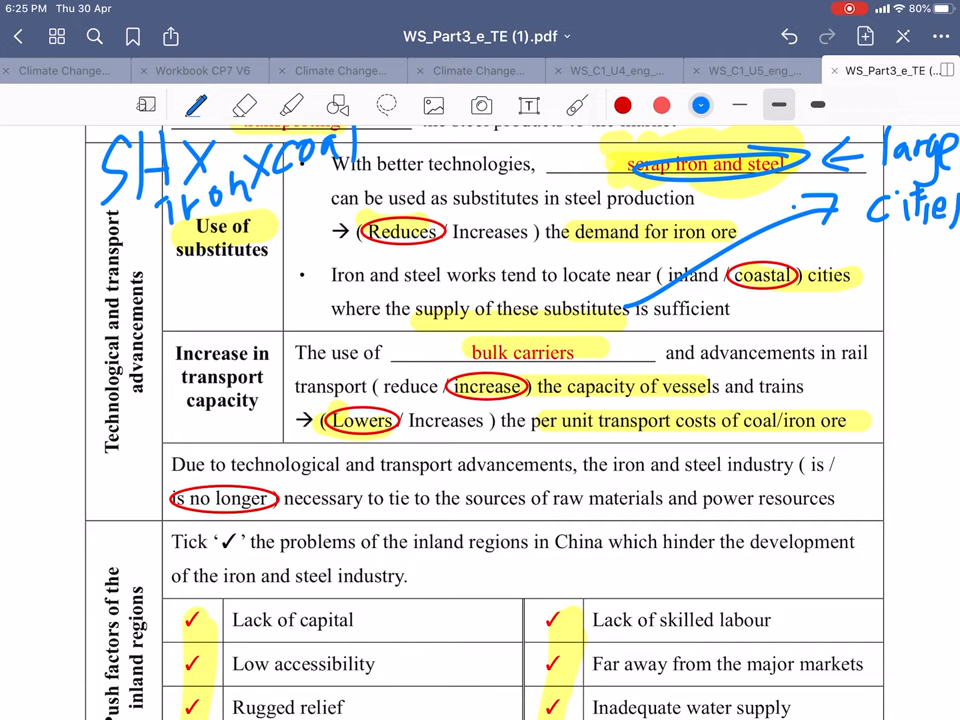 6:25 PM Thu 30 Apr
80%
WS_Part3_e_TE (1).pdf
Climate Change...
Workbook CP7 V6
Climate Change...
Climate Change...
WS_C1_U4_eng_...
WS_C1_U5_eng_...
WS_Part3_e_TE (...
transporting the steel products to the market
SHX
iron x coal
large
cities
Technological and transport advancements
Use of substitutes
• With better technologies, scrap iron and steel
can be used as substitutes in steel production
→ ( Reduces / Increases ) the demand for iron ore
• Iron and steel works tend to locate near ( inland / coastal ) cities
where the supply of these substitutes is sufficient
Increase in transport capacity
The use of bulk carriers and advancements in rail
transport ( reduce / increase ) the capacity of vessels and trains
→ ( Lowers / Increases ) the per unit transport costs of coal/iron ore
Due to technological and transport advancements, the iron and steel industry ( is /
is no longer ) necessary to tie to the sources of raw materials and power resources
Push factors of the inland regions
Tick ‘✓’ the problems of the inland regions in China which hinder the development
of the iron and steel industry.
✓ Lack of capital
✓ Lack of skilled labour
✓ Low accessibility
✓ Far away from the major markets
✓ Rugged relief
✓ Inadequate water supply